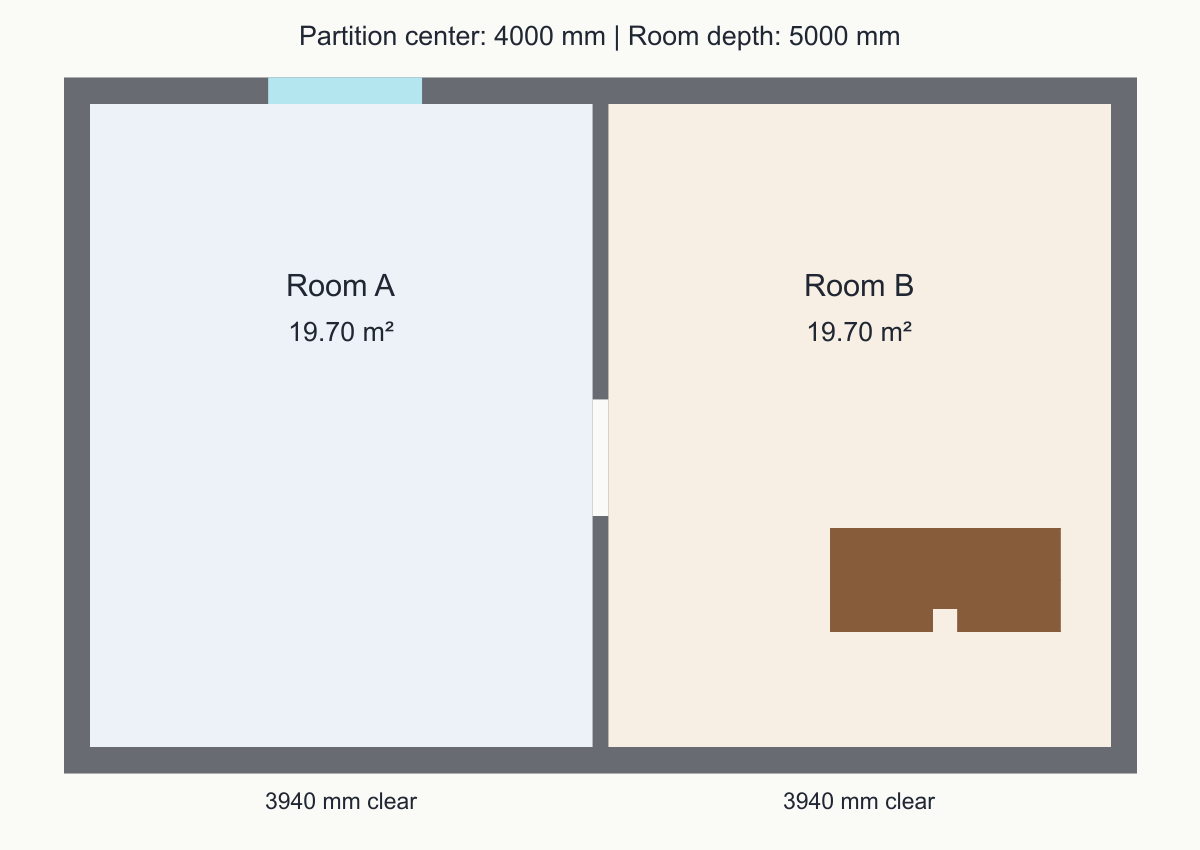 Partition center: 4000 mm | Room depth: 5000 mm
Room A
19.70 m²
Room B
19.70 m²
3940 mm clear
3940 mm clear